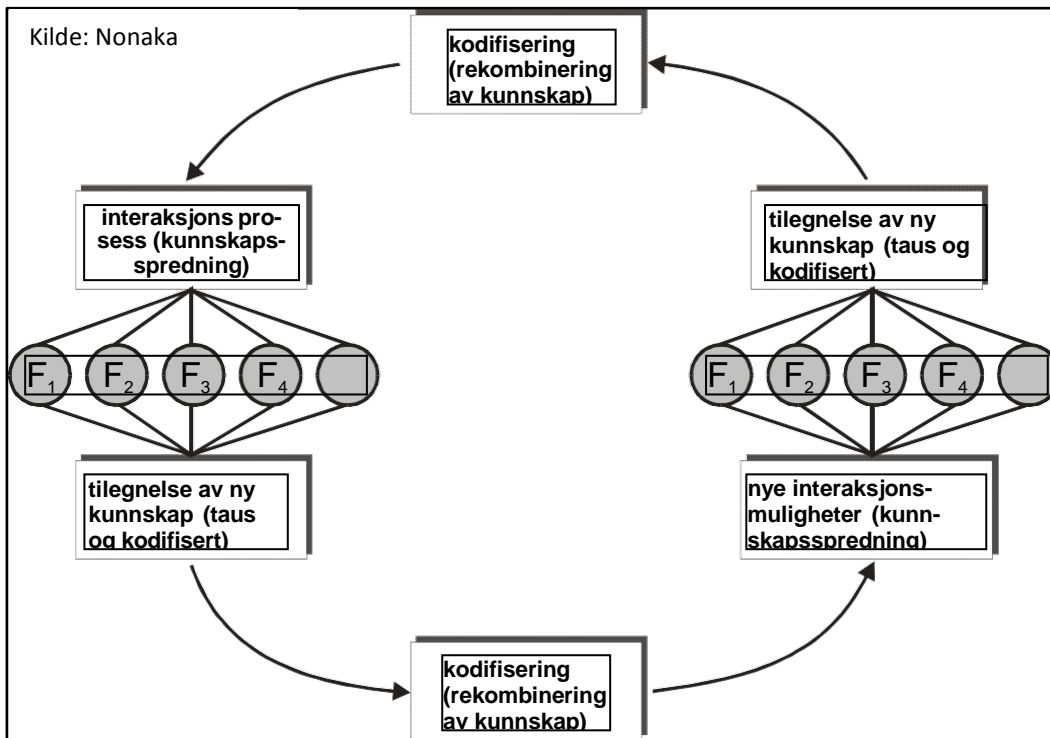 Kilde: Nonaka
kodifisering
(rekombinering
av kunnskap)
interaksjons pro-
sess (kunnskaps-
spredning)
tilegnelse av ny
kunnskap (taus og
kodifisert)
F1 F2 F3 F4
F1 F2 F3 F4
tilegnelse av ny
kunnskap (taus
og kodifisert)
nye interaksjons-
muligheter (kunn-
skapsspredning)
kodifisering
(rekombinering
av kunnskap)